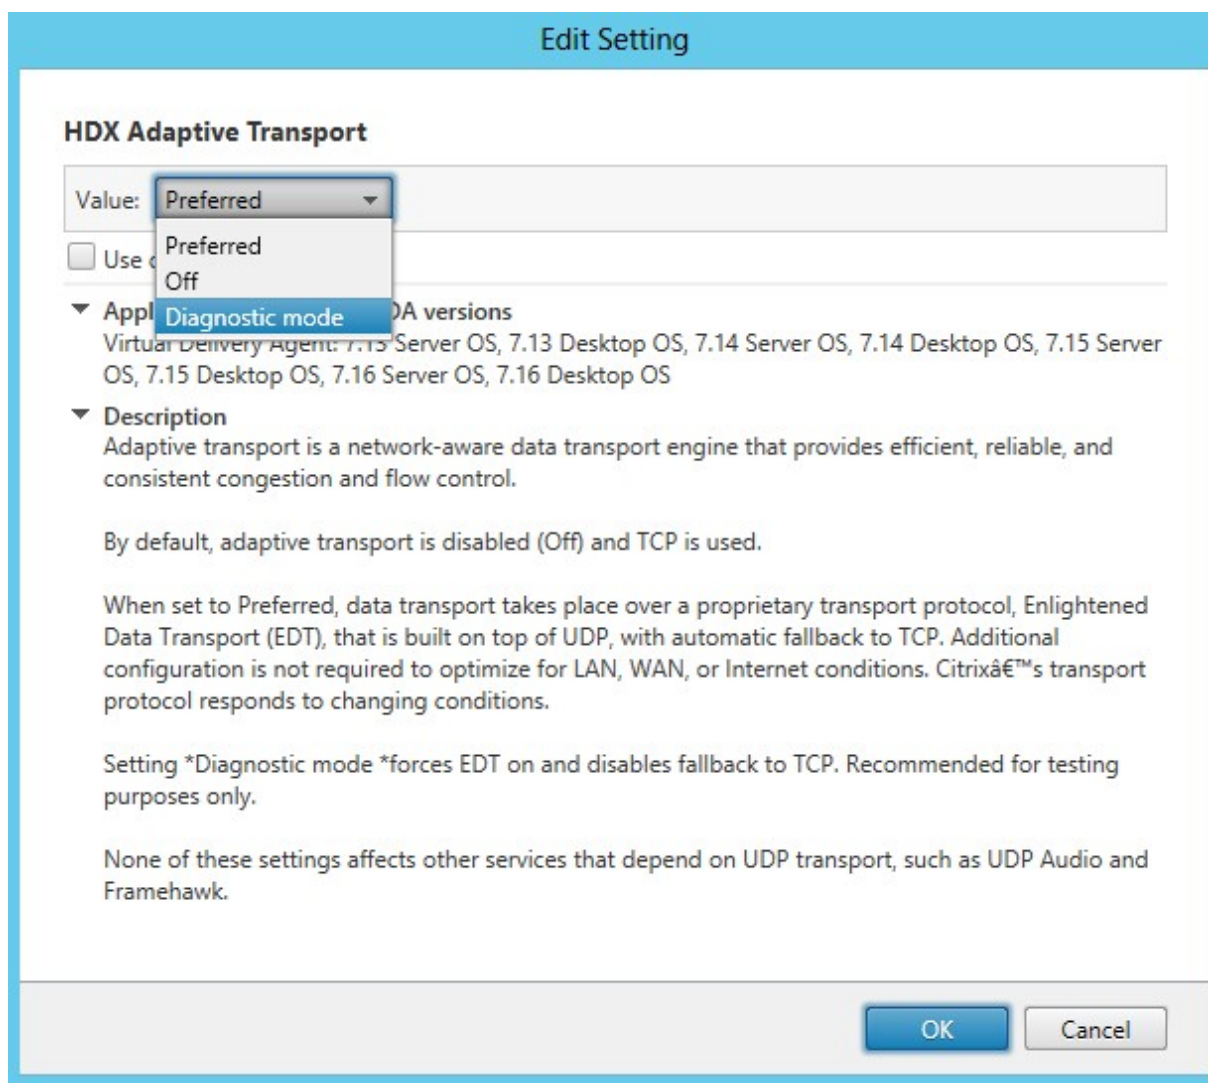 Edit Setting
HDX Adaptive Transport
Value: Preferred
Preferred
Use
Off
Diagnostic mode
versions
Virtual Delivery Agent: 7.13 Server OS, 7.13 Desktop OS, 7.14 Server OS, 7.14 Desktop OS, 7.15 Server
OS, 7.15 Desktop OS, 7.16 Server OS, 7.16 Desktop OS
Description
Adaptive transport is a network-aware data transport engine that provides efficient, reliable, and
consistent congestion and flow control.
By default, adaptive transport is disabled (Off) and TCP is used.
When set to Preferred, data transport takes place over a proprietary transport protocol, Enlightened
Data Transport (EDT), that is built on top of UDP, with automatic fallback to TCP. Additional
configuration is not required to optimize for LAN, WAN, or Internet conditions. Citrixâ€™s transport
protocol responds to changing conditions.
Setting *Diagnostic mode *forces EDT on and disables fallback to TCP. Recommended for testing
purposes only.
None of these settings affects other services that depend on UDP transport, such as UDP Audio and
Framehawk.
OK
Cancel